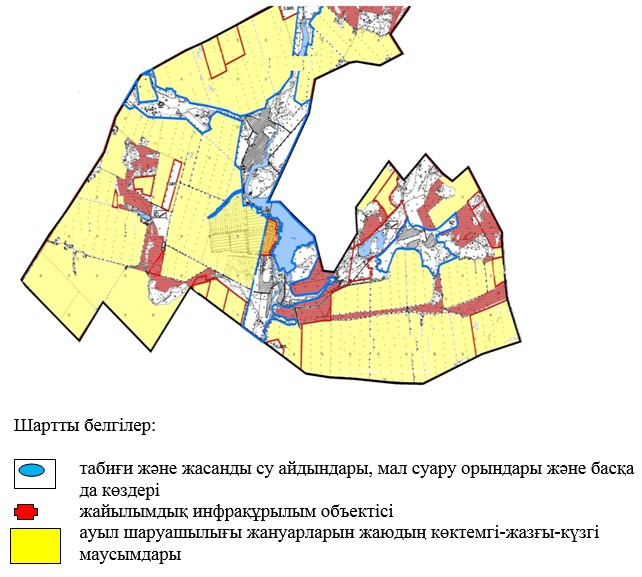 Шартты белгілер:
табиғи және жасанды су айдындары, мал суару орындары және басқа
да көздері
жайылымдық инфрақұрылым объектісі
ауыл шаруашылығы жануарларын жаюдың көктемгі-жазғы-күзгі
маусымдары